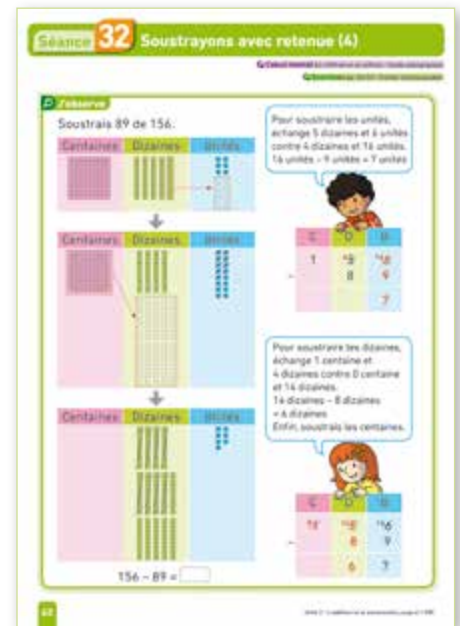 Séance 32 Soustrayons avec retenue (4)
Calcul mental
J'observe
Soustrais 89 de 156.
Centaines Dizaines Unités
Centaines Dizaines Unités
Centaines Dizaines Unités
156 – 89 =
Pour soustraire les unités,
échange 5 dizaines et 6 unités
contre 4 dizaines et 16 unités.
16 unités – 9 unités = 7 unités
C D U
1
8 9
7
Pour soustraire les dizaines,
échange 1 centaine et
4 dizaines contre 0 centaine
et 14 dizaines.
14 dizaines – 8 dizaines
= 6 dizaines
Enfin, soustrais les centaines.
C D U
8 9
6 7